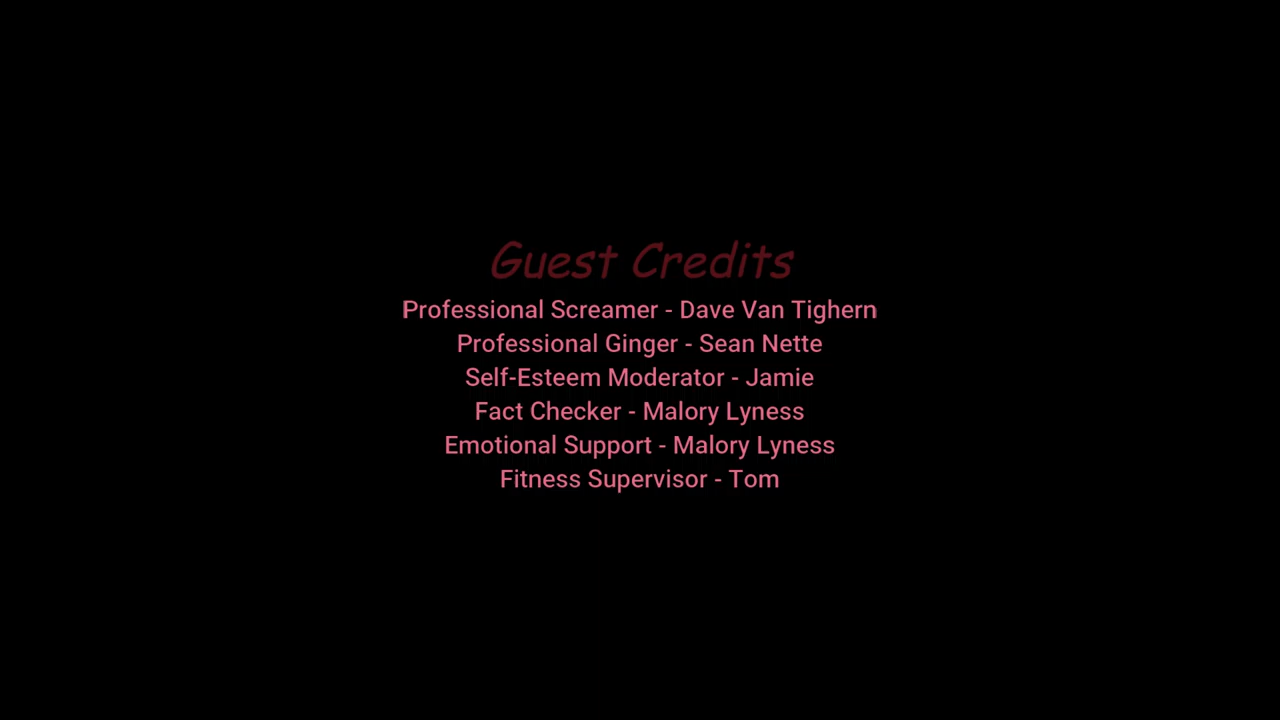 Guest Credits
Professional Screamer - Dave Van Tighern
Professional Ginger - Sean Nette
Self-Esteem Moderator - Jamie
Fact Checker - Malory Lyness
Emotional Support - Malory Lyness
Fitness Supervisor - Tom